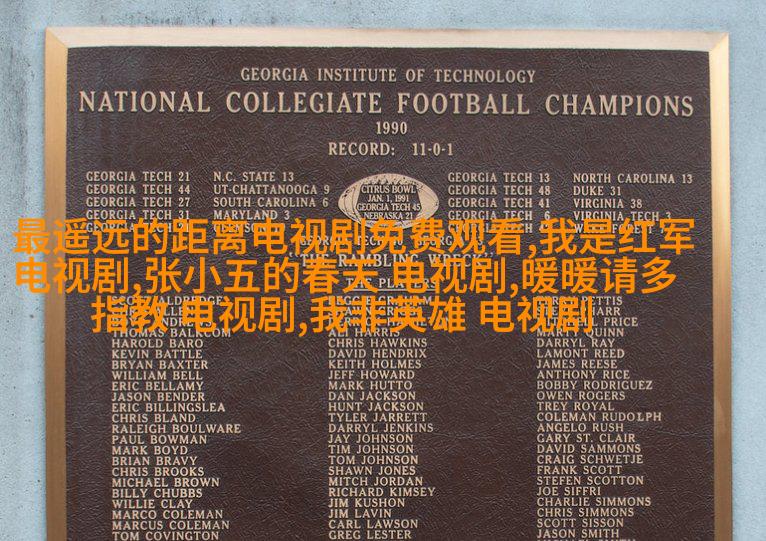 GEORGIA INSTITUTE OF TECHNOLOGY
NATIONAL COLLEGIATE FOOTBALL CHAMPIONS
1990
RECORD: 11-0-1
GEORGIA TECH 21 N.C. STATE 13
GEORGIA TECH 44 UT-CHATTANOOGA 9
GEORGIA TECH 27 SOUTH CAROLINA 6
GEORGIA TECH 31 MARYLAND 3
CITRUS BOWL
JAN. 1, 1991
GEORGIA TECH 45
NEBRASKA 21
GEORGIA TECH 13 NORTH CAROLINA 13
GEORGIA TECH 48 DUKE 31
GEORGIA TECH 41 VIRGINIA 38
GEORGIA TECH 6 VIRGINIA TECH 3
最遥远的距离电视剧免费观看,我是红军
电视剧,张小五的春天 电视剧,暖暖请多
指教 电视剧,我非英雄 电视剧
"THE RAMBLING WRECK"
THOMAS BALCOM
HAROLD BARO
KEVIN BATTLE
BRYAN BAXTER
WILLIAM BELL
ERIC BELLAMY
JASON BENDER
ERIC BILLINGSLEA
CHRIS BLAND
RALEIGH BOULWARE
PAUL BOWMAN
MARK BOYD
BRIAN BRAVY
CHRIS BROOKS
MICHAEL BROWN
BILLY CHUBBS
WILLIE CLAY
MARCO COLEMAN
MARCUS COLEMAN
TOM COVINGTON
HARRIS
CHRIS HAWKINS
DAVID HENDRIX
KEITH HOLMES
JEFF HOWARD
MARK HUTTO
DAN JACKSON
HUNT JACKSON
TYLER JARRETT
DARRYL JENKINS
JAY JOHNSON
TIM JOHNSON
TOM JOHNSON
SHAWN JONES
MITCH JORDAN
RICHARD KIMSEY
JIM KUSHON
JIM LAVIN
CARL LAWSON
GREG LESTER
PETTIS
PRICE
QUINN
DARRYL RAY
LAMONT REED
JAMES REESE
ANTHONY RICE
BOBBY RODRIGUEZ
OWEN ROGERS
TREY ROYAL
COLEMAN RUDOLPH
ANGELO RUSH
GARY ST. CLAIR
DAVID SAMMONS
CRAIG SCHWETJE
FRANK SCOTT
STEFEN SCOTTON
JOE SIFFRI
CHARLIE SIMMONS
CHRIS SIMMONS
SCOTT SISSON
JASON SMITH